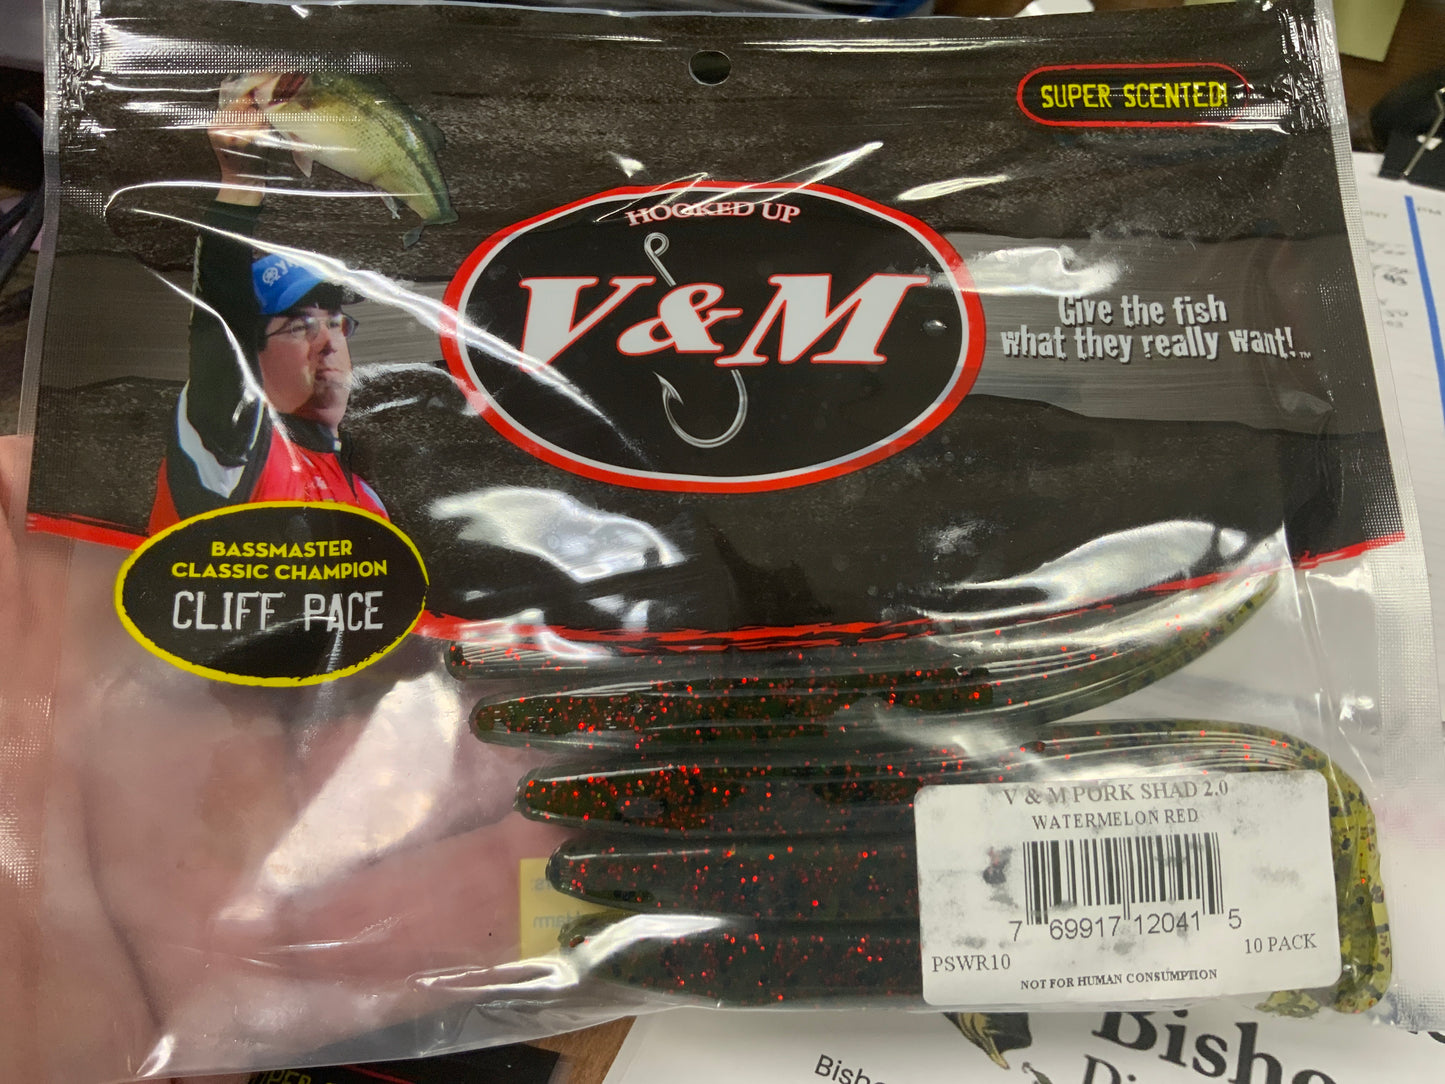 SUPER SCENTED!
HOOKED UP
V&M
Give the fish
what they really want!™
BASSMASTER
CLASSIC CHAMPION
CLIFF PACE
V & M PORK SHAD 2.0
WATERMELON RED
7 69917 12041 5
PSWR10
10 PACK
NOT FOR HUMAN CONSUMPTION